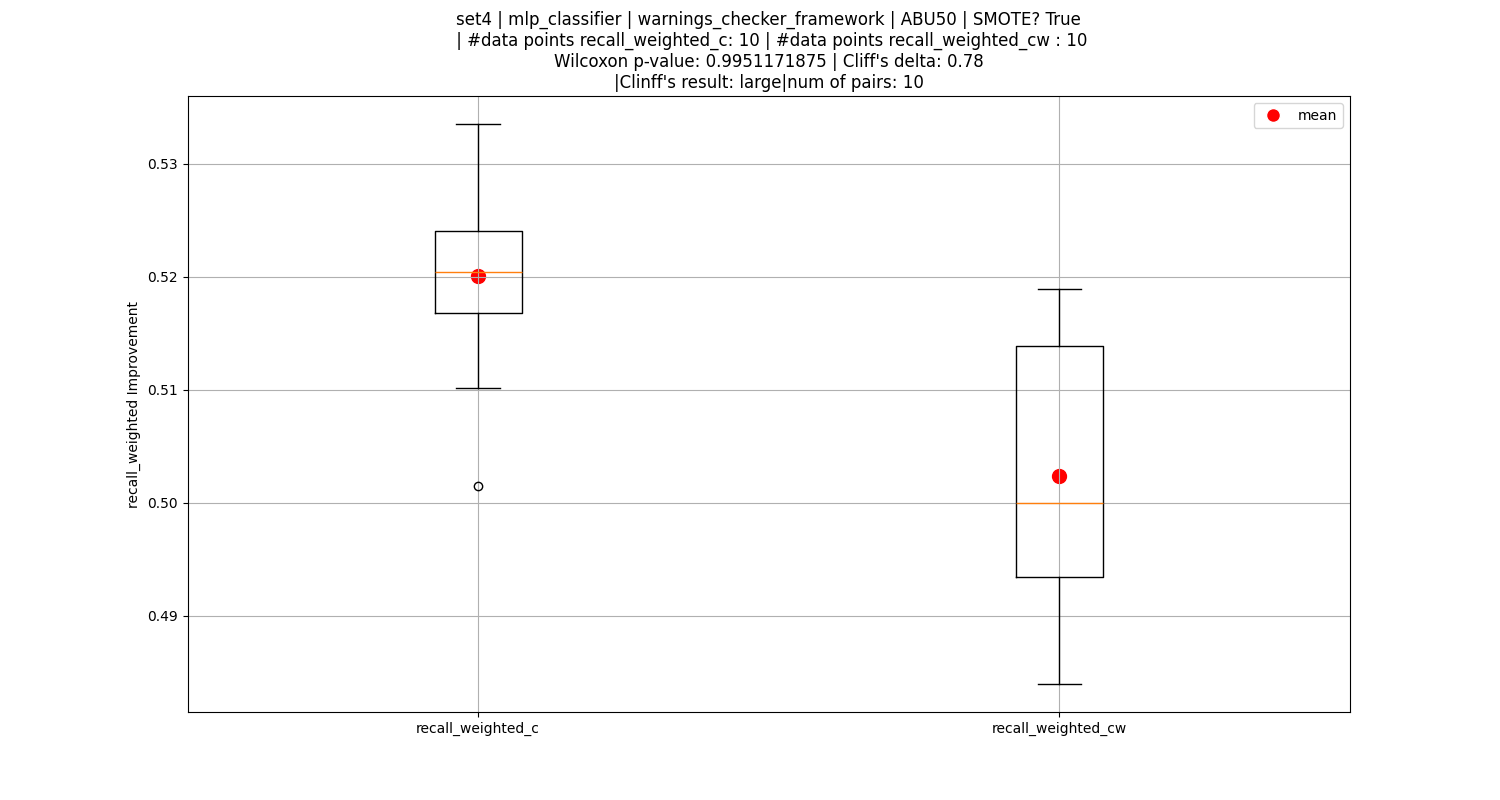 set4 | mlp_classifier | warnings_checker_framework | ABU50 | SMOTE? True
| #data points recall_weighted_c: 10 | #data points recall_weighted_cw : 10
Wilcoxon p-value: 0.9951171875 | Cliff's delta: 0.78
|Clinff's result: large|num of pairs: 10
mean
0.53
0.52
0.51
0.50
0.49
recall_weighted Improvement
recall_weighted_c
recall_weighted_cw